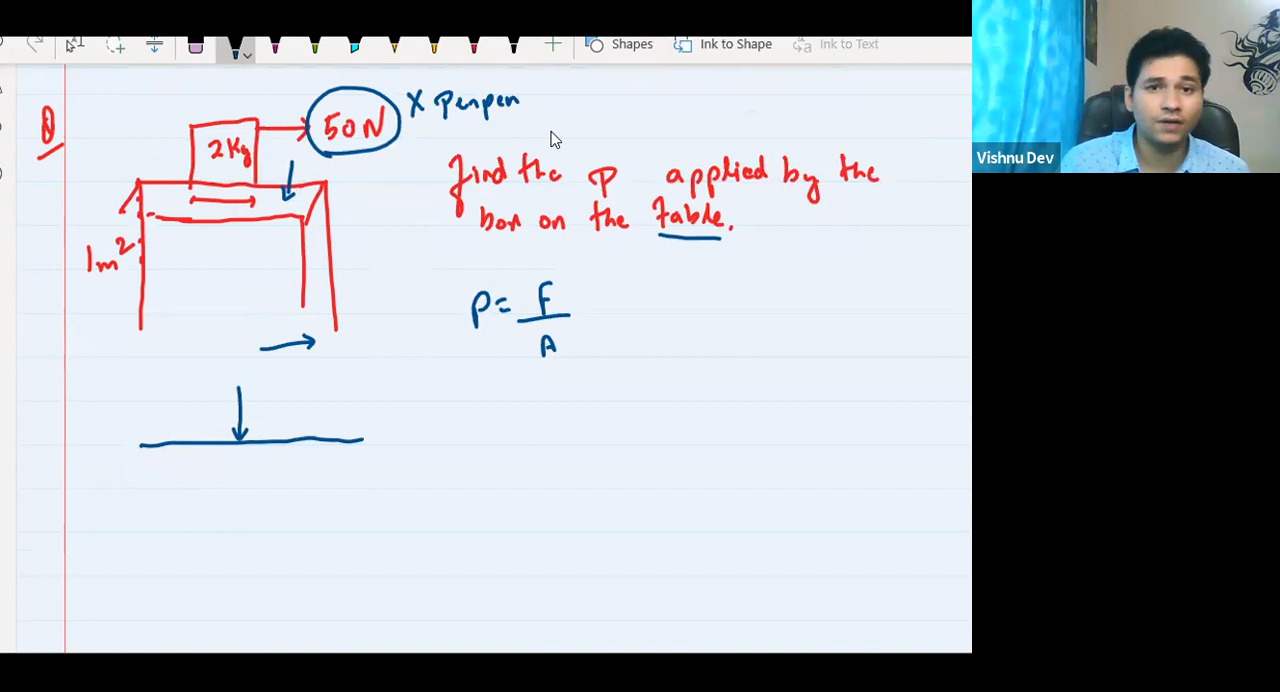 Shapes
Ink to Shape
Ink to Text
Vishnu Dev
Q
2Kg
50N
X Perpen
find the P applied by the
box on the table.
1m²
P = F
A